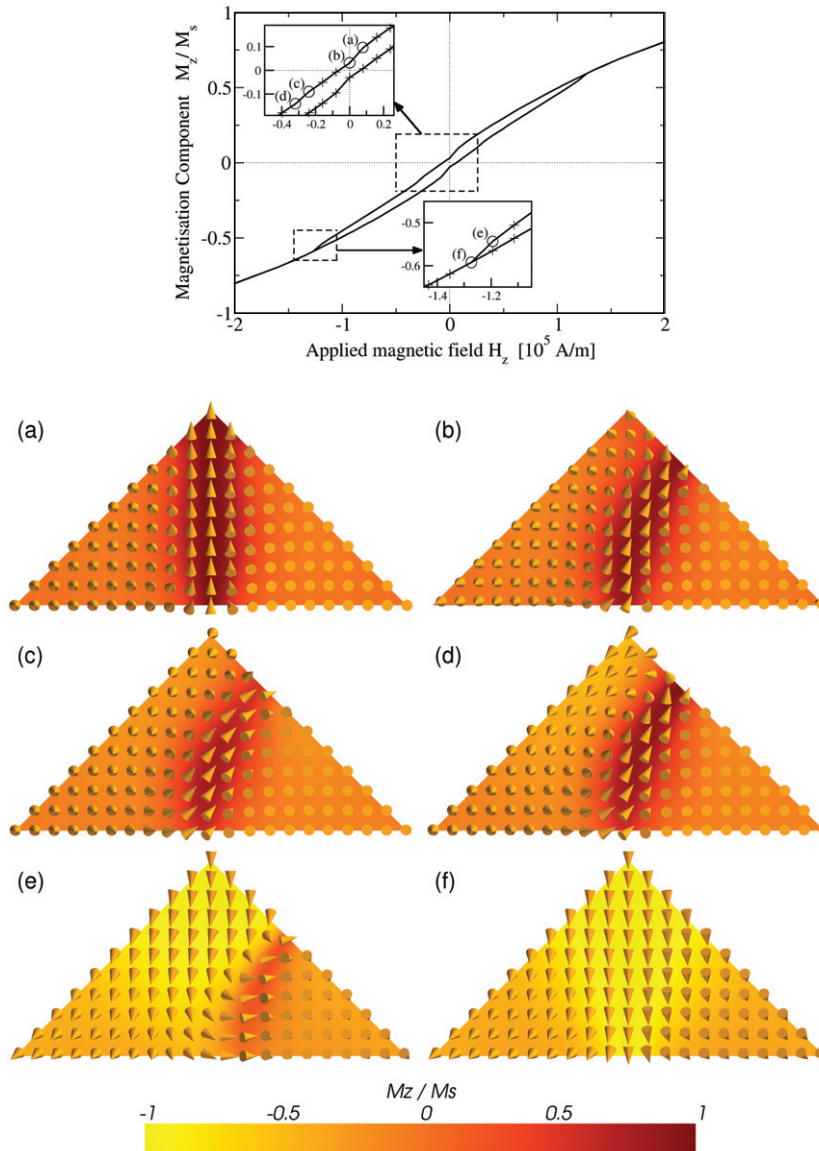 Magnetisation Component M_z / M_s
1
0.5
0
-0.5
-1
0.1
0
-0.1
(a)
(b)
(c)
(d)
-0.4 -0.2 0 0.2
-0.5
-0.6
(e)
(f)
-1.4 -1.2
-2 -1 0 1 2
Applied magnetic field H_z [10^5 A/m]
(a) (b)
(c) (d)
(e) (f)
Mz / Ms
-1 -0.5 0 0.5 1